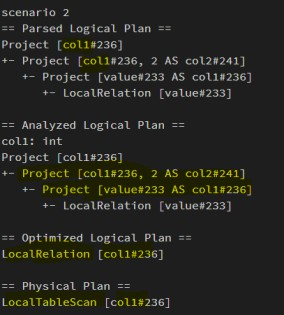 scenario 2
== Parsed Logical Plan ==
Project [col1#236]
+- Project [col1#236, 2 AS col2#241]
   +- Project [value#233 AS col1#236]
      +- LocalRelation [value#233]

== Analyzed Logical Plan ==
col1: int
Project [col1#236]
+- Project [col1#236, 2 AS col2#241]
   +- Project [value#233 AS col1#236]
      +- LocalRelation [value#233]

== Optimized Logical Plan ==
LocalRelation [col1#236]

== Physical Plan ==
LocalTableScan [col1#236]